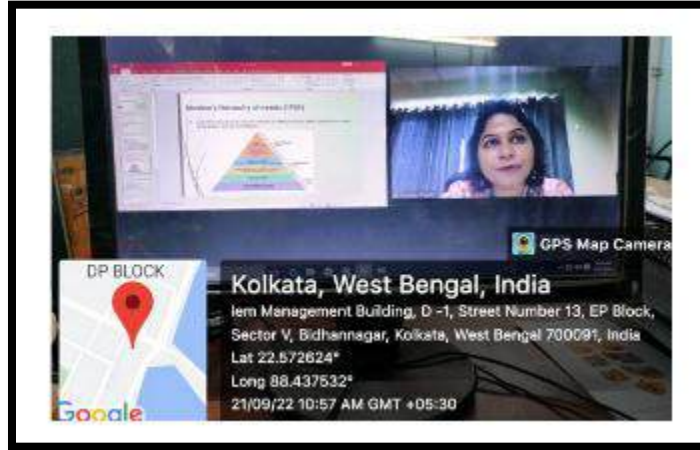 Maslow's hierarchy of needs (1954)
GPS Map Camera
DP BLOCK
Google
Kolkata, West Bengal, India
Iem Management Building, D -1, Street Number 13, EP Block,
Sector V, Bidhannagar, Kolkata, West Bengal 700091, India
Lat 22.572624°
Long 88.437532°
21/09/22 10:57 AM GMT +05:30